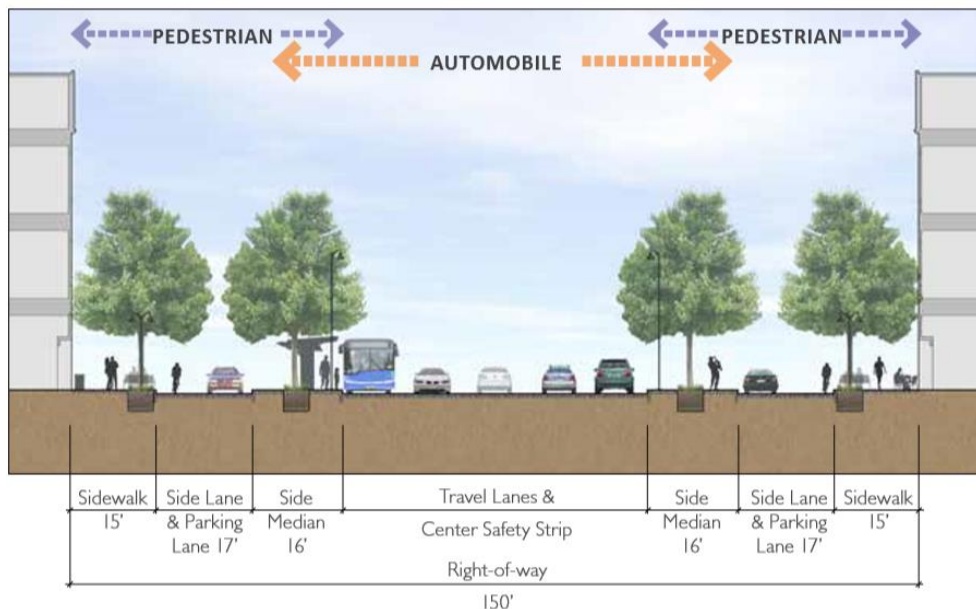 PEDESTRIAN
PEDESTRIAN
AUTOMOBILE
Sidewalk
15'
Side Lane
& Parking
Lane 17'
Side
Median
16'
Travel Lanes &
Center Safety Strip
Side
Median
16'
Side Lane
& Parking
Lane 17'
Sidewalk
15'
Right-of-way
150'